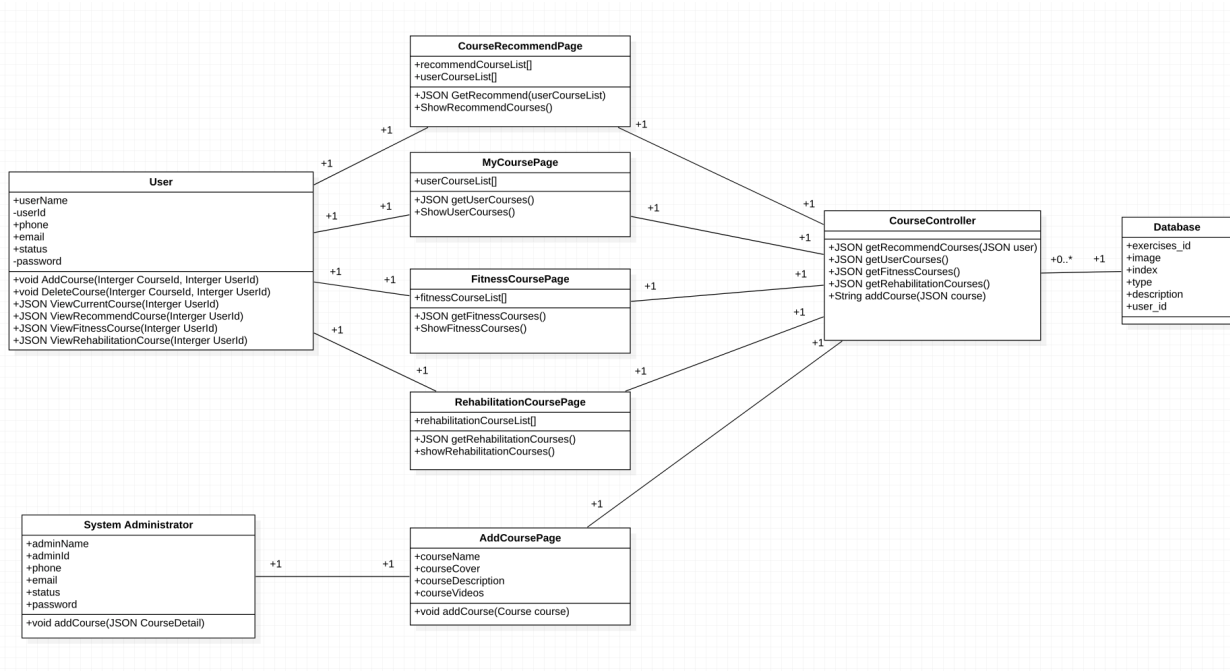 CourseRecommendPage
+recommendCourseList[]
+userCourseList[]
+JSON GetRecommend(userCourseList)
+ShowRecommendCourses()
+1
+1
+1
+1
MyCoursePage
+userCourseList[]
+JSON getUserCourses()
+ShowUserCourses()
+1
+1
+1
+1
User
+userName
-userId
+phone
+email
+status
-password
+void AddCourse(Interger CourseId, Interger UserId)
+void DeleteCourse(Interger CourseId, Interger UserId)
+JSON ViewCurrentCourse(Interger UserId)
+JSON ViewRecommendCourse(Interger UserId)
+JSON ViewFitnessCourse(Interger UserId)
+JSON ViewRehabilitationCourse(Interger UserId)
CourseController
+JSON getRecommendCourses(JSON user)
+JSON getUserCourses()
+JSON getFitnessCourses()
+JSON getRehabilitationCourses()
+String addCourse(JSON course)
+0..*
+1
Database
+exercises_id
+image
+index
+type
+description
+user_id
FitnessCoursePage
+fitnessCourseList[]
+JSON getFitnessCourses()
+ShowFitnessCourses()
+1
+1
+1
+1
RehabilitationCoursePage
+rehabilitationCourseList[]
+JSON getRehabilitationCourses()
+showRehabilitationCourses()
+1
+1
+1
+1
System Administrator
+adminName
+adminId
+phone
+email
+status
+password
+void addCourse(JSON CourseDetail)
+1
+1
AddCoursePage
+courseName
+courseCover
+courseDescription
+courseVideos
+void addCourse(Course course)
+1
+1